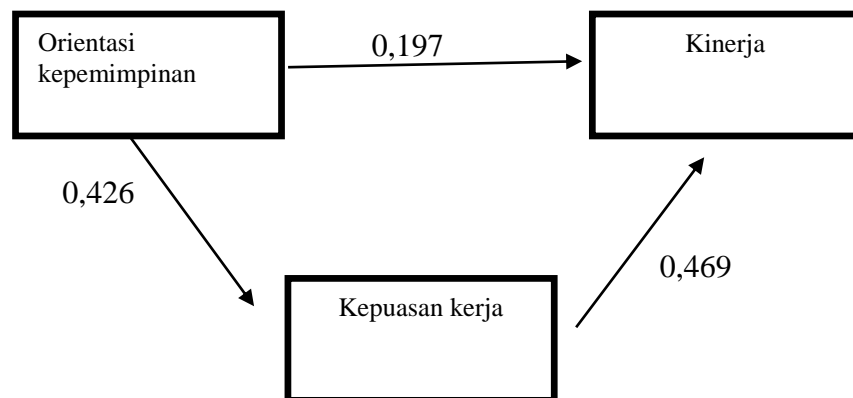 Orientasi
kepemimpinan
0,197
Kinerja
0,426
0,469
Kepuasan kerja